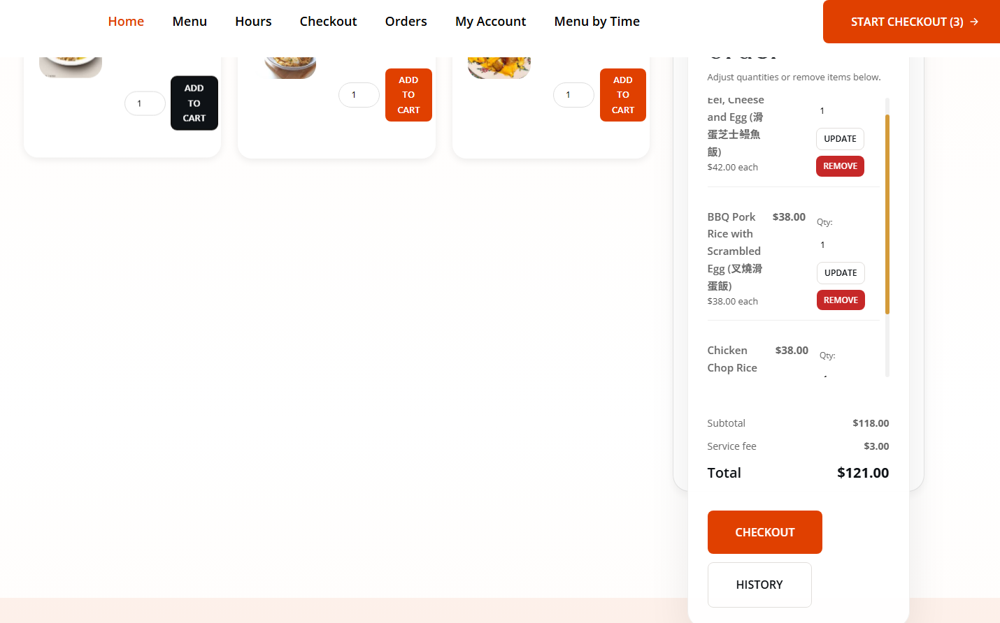 Home Menu Hours Checkout Orders My Account Menu by Time START CHECKOUT (3) →
ADD
TO
CART
1
ADD
TO
CART
1
ADD
TO
CART
1
Order
Adjust quantities or remove items below.
Eel, Cheese
and Egg (滑
蛋芝士鰻魚
飯)
$42.00 each
1
UPDATE
REMOVE
BBQ Pork
Rice with
Scrambled
Egg (叉燒滑
蛋飯)
$38.00 each
$38.00
Qty:
1
UPDATE
REMOVE
Chicken
Chop Rice
$38.00
Qty:
1
Subtotal $118.00
Service fee $3.00
Total $121.00
CHECKOUT
HISTORY